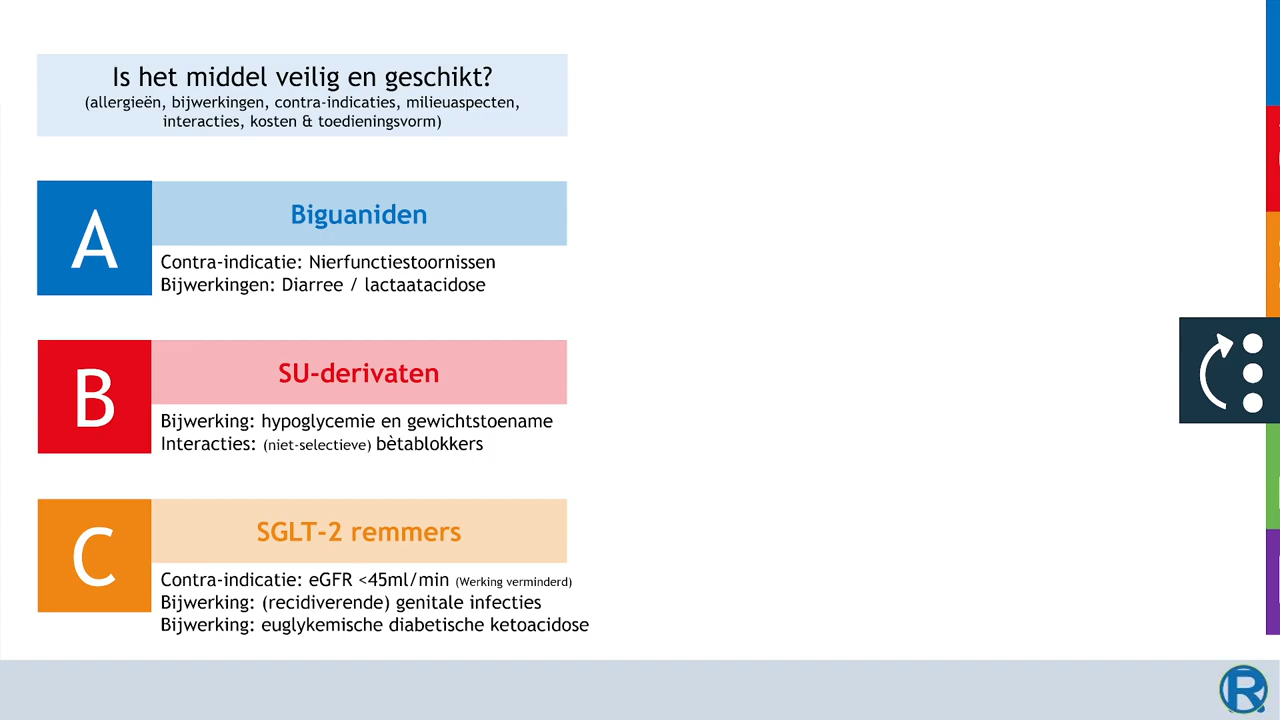 Is het middel veilig en geschikt?
(allergieën, bijwerkingen, contra-indicaties, milieuaspecten,
interacties, kosten & toedieningsvorm)
A
Biguaniden
Contra-indicatie: Nierfunctiestoornissen
Bijwerkingen: Diarree / lactaatacidose
B
SU-derivaten
Bijwerking: hypoglycemie en gewichtstoename
Interacties: (niet-selectieve) bètablokkers
C
SGLT-2 remmers
Contra-indicatie: eGFR <45ml/min (Werking verminderd)
Bijwerking: (recidiverende) genitale infecties
Bijwerking: euglykemische diabetische ketoacidose
R